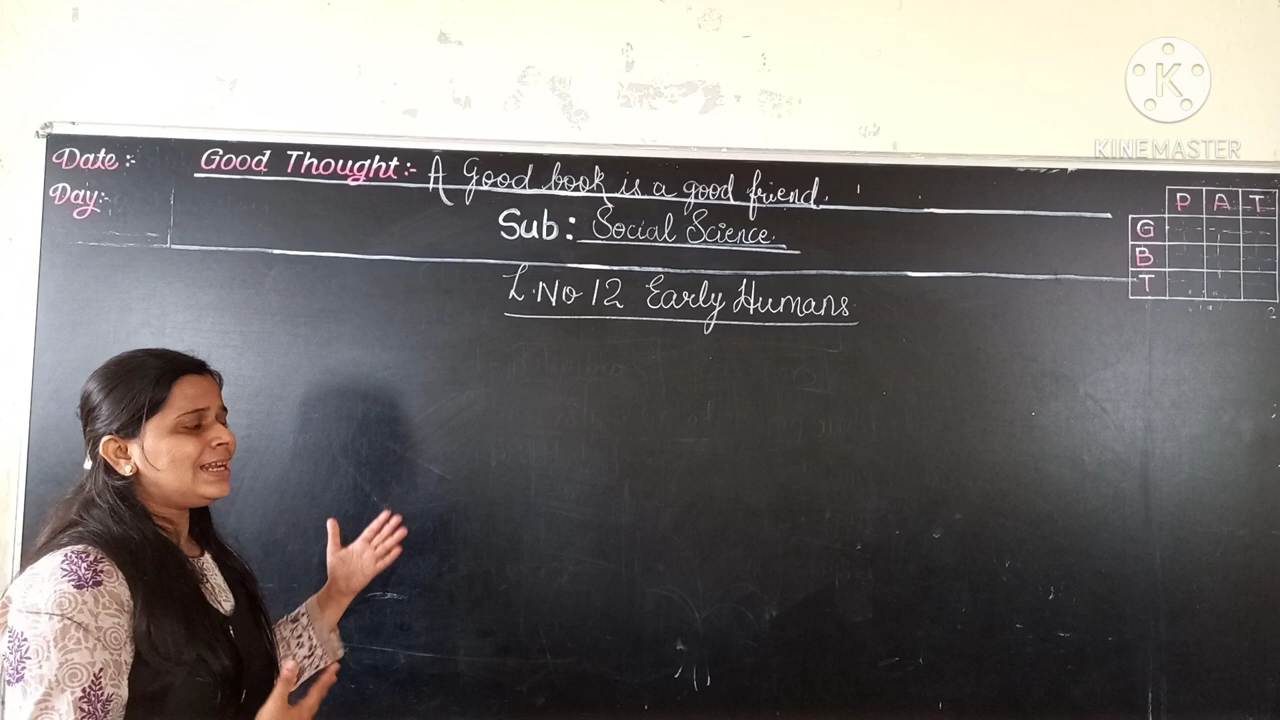 K
KINEMASTER
Date:-
Good Thought:- A Good book is a good friend.
Day:-
Sub: Social Science.
L.No 12 Early Humans
P A T
G
B
T